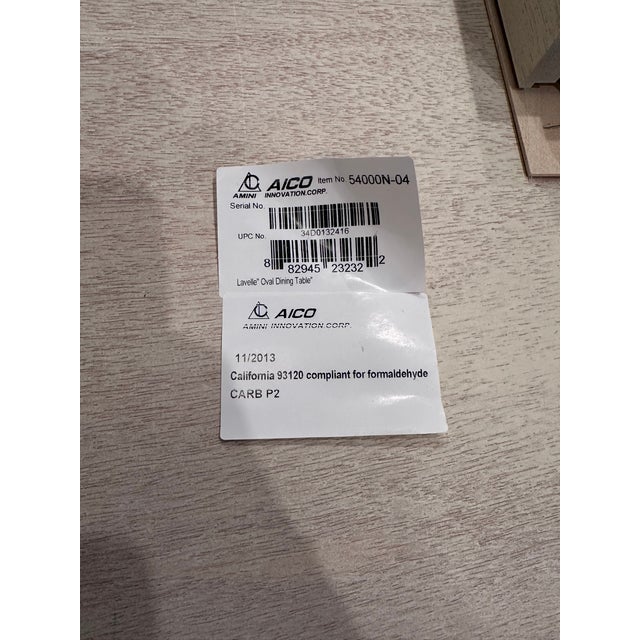 AICO Item No. 54000N-04
AMINI INNOVATION.CORP.
Serial No.
34D0132416
UPC No.
8 82945 23232 2
Lavelle" Oval Dining Table"
AICO
AMINI INNOVATION.CORP.
11/2013
California 93120 compliant for formaldehyde
CARB P2